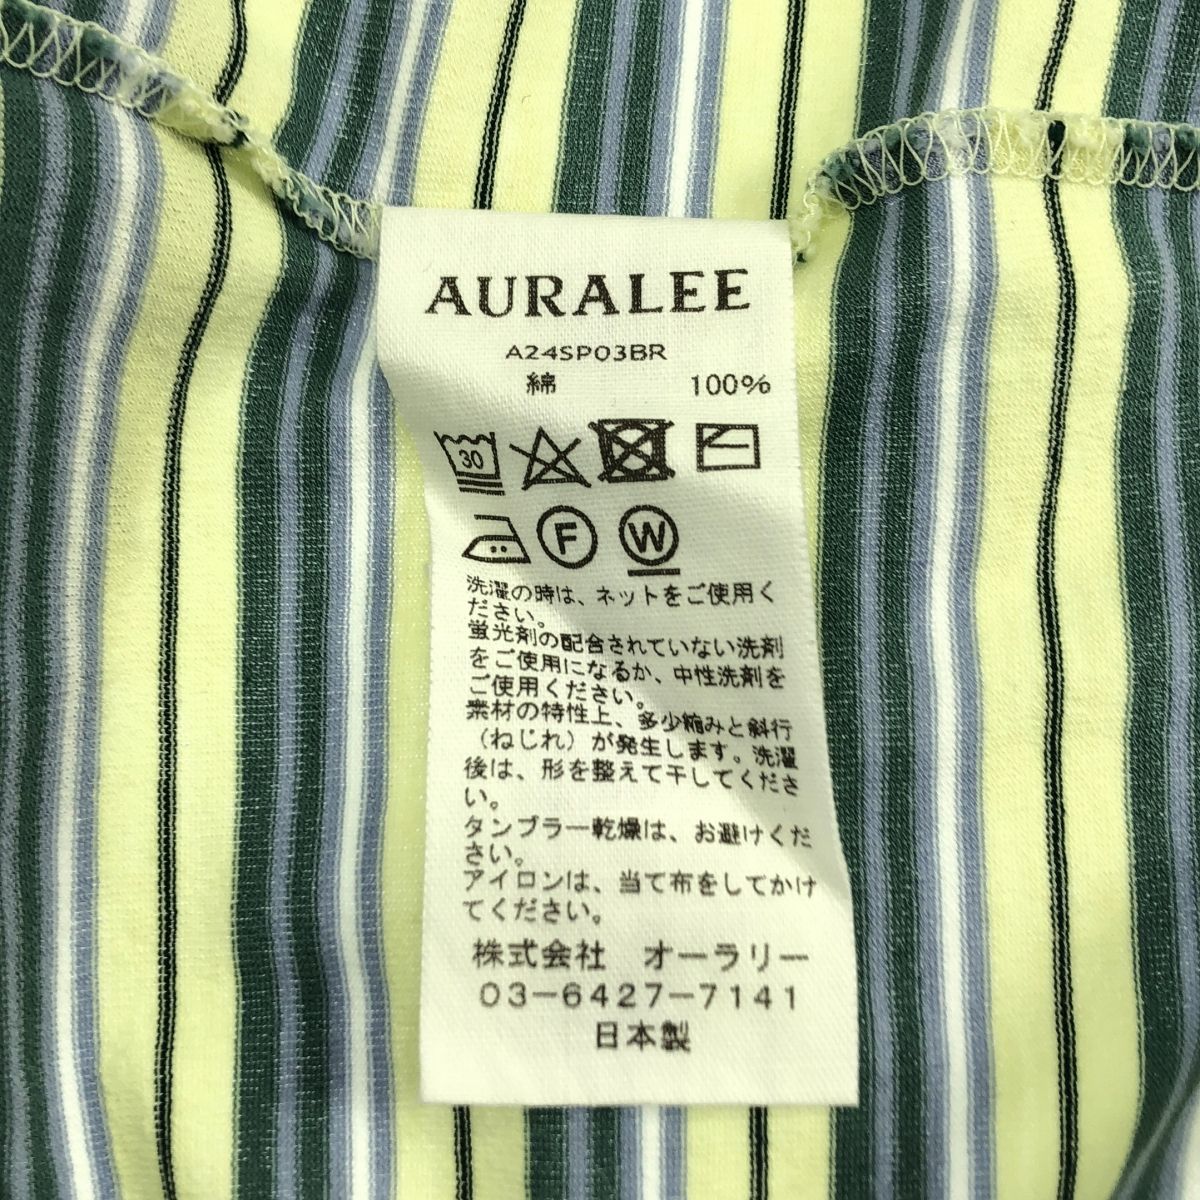 AURALEE
A24SP03BR
綿 100%
30
F W
洗濯の時は、ネットをご使用く
ださい。
蛍光剤の配合されていない洗剤
をご使用になるか、中性洗剤を
ご使用ください。
素材の特性上、多少縮みと斜行
（ねじれ）が発生します。洗濯
後は、形を整えて干してくださ
い。
タンブラー乾燥は、お避けくだ
さい。
アイロンは、当て布をしてかけ
てください。
株式会社 オーラリー
03-6427-7141
日本製